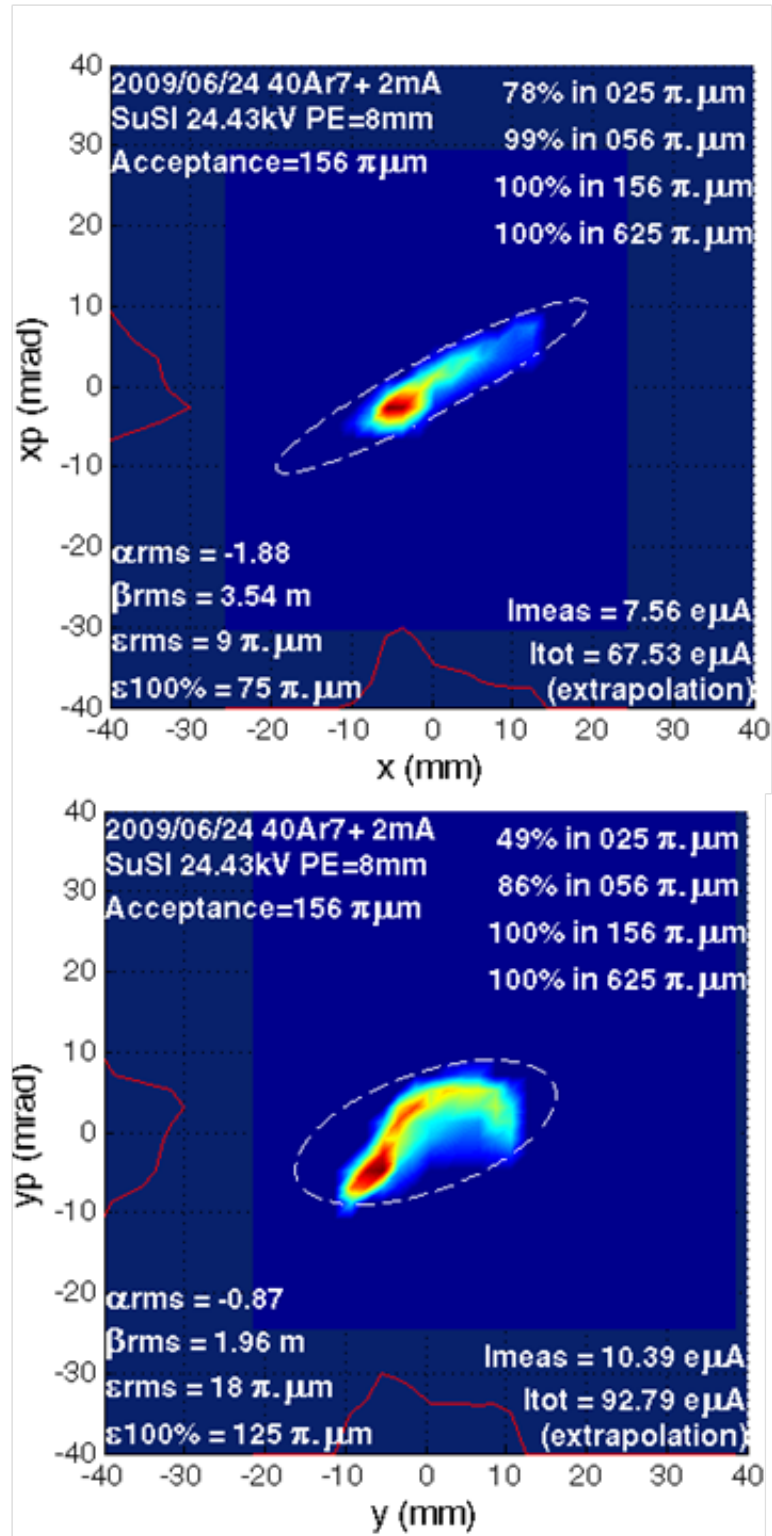 40
30
20
10
0
-10
-20
-30
-40
xp (mrad)
2009/06/24 40Ar7+ 2mA
SuSI 24.43kV PE=8mm
Acceptance=156 πμm
78% in 025 π.μm
99% in 056 π.μm
100% in 156 π.μm
100% in 625 π.μm
αrms = -1.88
βrms = 3.54 m
εrms = 9 π.μm
ε100% = 75 π.μm
Imeas = 7.56 eμA
Itot = 67.53 eμA
(extrapolation)
-40 -30 -20 -10 0 10 20 30 40
x (mm)
40
30
20
10
0
-10
-20
-30
-40
yp (mrad)
2009/06/24 40Ar7+ 2mA
SuSI 24.43kV PE=8mm
Acceptance=156 πμm
49% in 025 π.μm
86% in 056 π.μm
100% in 156 π.μm
100% in 625 π.μm
αrms = -0.87
βrms = 1.96 m
εrms = 18 π.μm
ε100% = 125 π.μm
Imeas = 10.39 eμA
Itot = 92.79 eμA
(extrapolation)
-40 -30 -20 -10 0 10 20 30 40
y (mm)